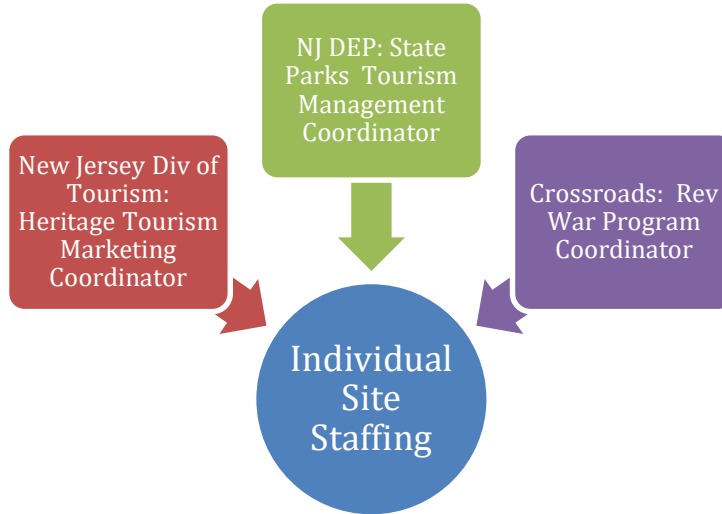 NJ DEP: State
Parks  Tourism
Management
Coordinator
New Jersey Div of
Tourism:
Heritage Tourism
Marketing
Coordinator
Crossroads:  Rev
War Program
Coordinator
Individual
Site
Staffing